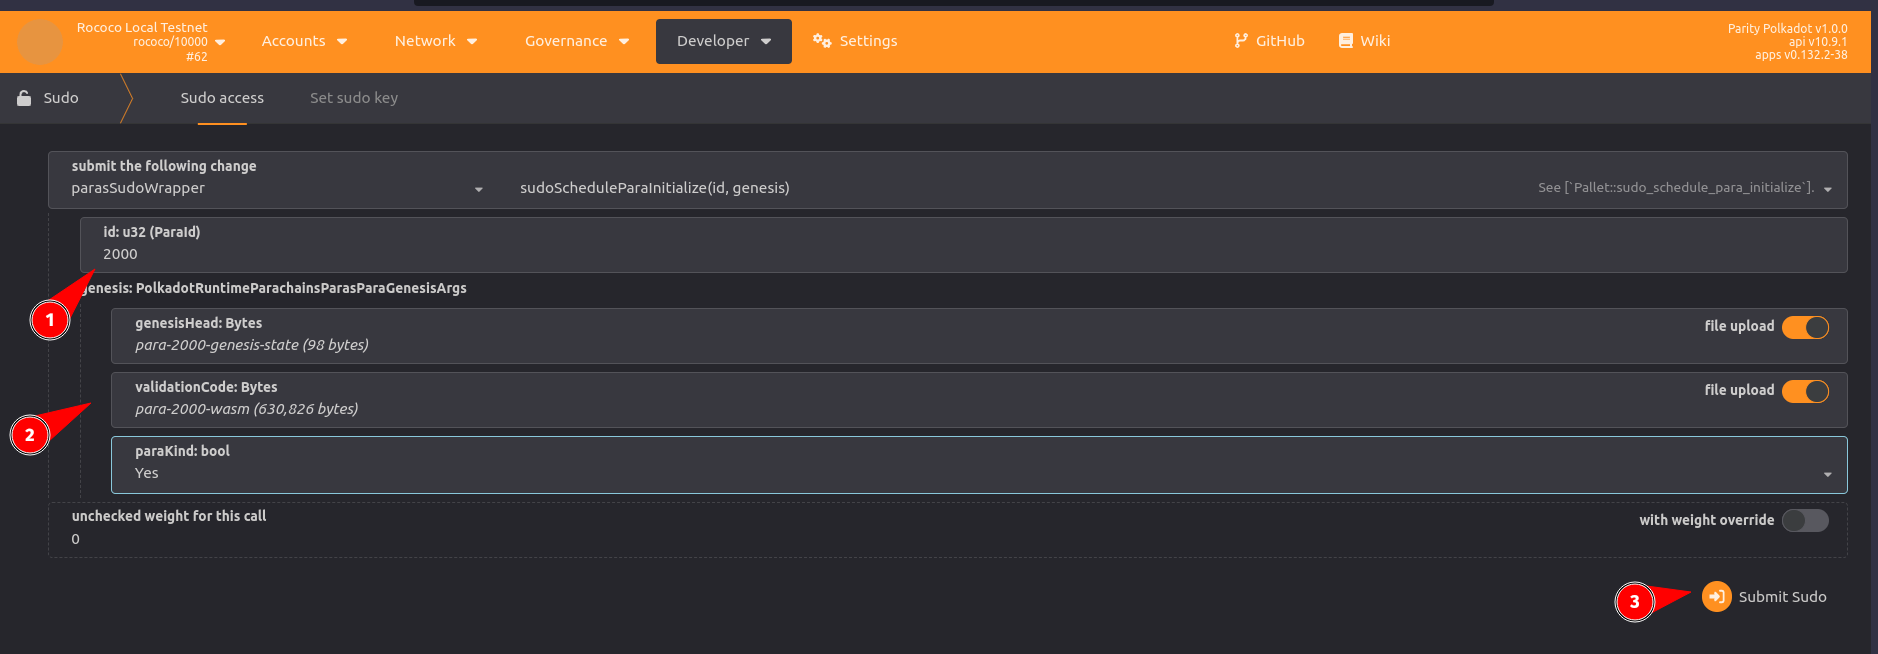 Rococo Local Testnet
rococo/10000
#62
Accounts
Network
Governance
Developer
Settings
GitHub
Wiki
Parity Polkadot v1.0.0
api v10.9.1
apps v0.132.2-38
Sudo
Sudo access
Set sudo key
submit the following change
parasSudoWrapper
sudoScheduleParaInitialize(id, genesis)
See [`Pallet::sudo_schedule_para_initialize`].
id: u32 (ParaId)
2000
1
genesis: PolkadotRuntimeParachainsParasParaGenesisArgs
genesisHead: Bytes
para-2000-genesis-state (98 bytes)
file upload
validationCode: Bytes
para-2000-wasm (630,826 bytes)
file upload
2
paraKind: bool
Yes
unchecked weight for this call
0
with weight override
3
Submit Sudo